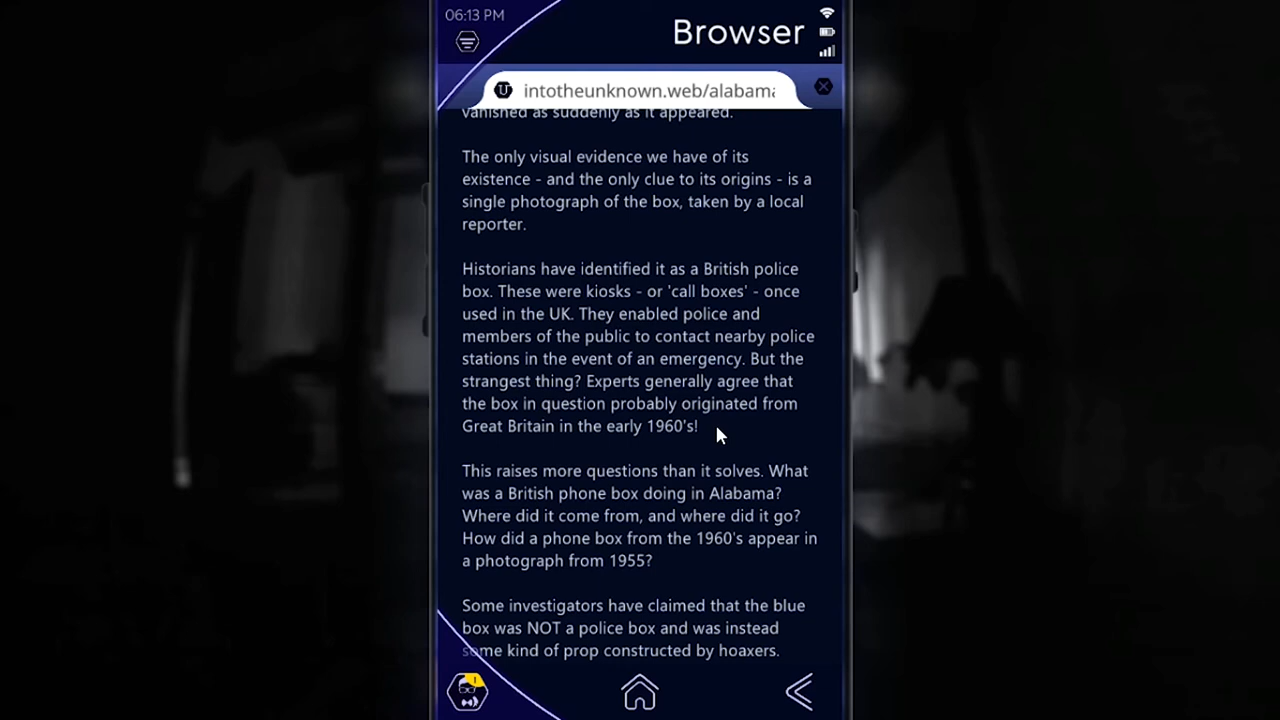 06:13 PM
Browser
intotheunknown.web/alabama
vanished as suddenly as it appeared.
The only visual evidence we have of its
existence - and the only clue to its origins - is a
single photograph of the box, taken by a local
reporter.
Historians have identified it as a British police
box. These were kiosks - or 'call boxes' - once
used in the UK. They enabled police and
members of the public to contact nearby police
stations in the event of an emergency. But the
strangest thing? Experts generally agree that
the box in question probably originated from
Great Britain in the early 1960's!
This raises more questions than it solves. What
was a British phone box doing in Alabama?
Where did it come from, and where did it go?
How did a phone box from the 1960's appear in
a photograph from 1955?
Some investigators have claimed that the blue
box was NOT a police box and was instead
some kind of prop constructed by hoaxers.